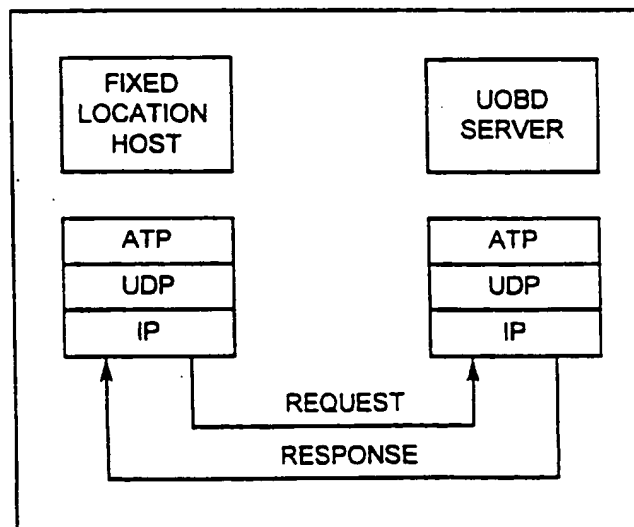 FIXED
LOCATION
HOST
UOBD
SERVER
ATP
UDP
IP
ATP
UDP
IP
REQUEST
RESPONSE